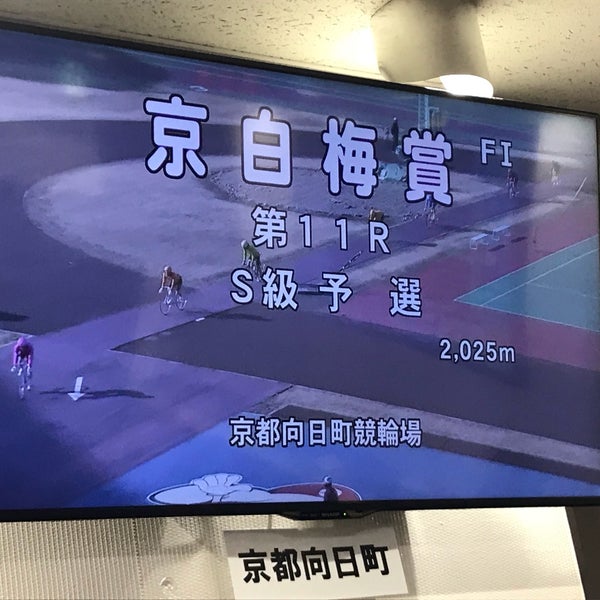 京白梅賞 FI
第11R
S級予 選
2,025m
京都向日町競輪場
京都向日町